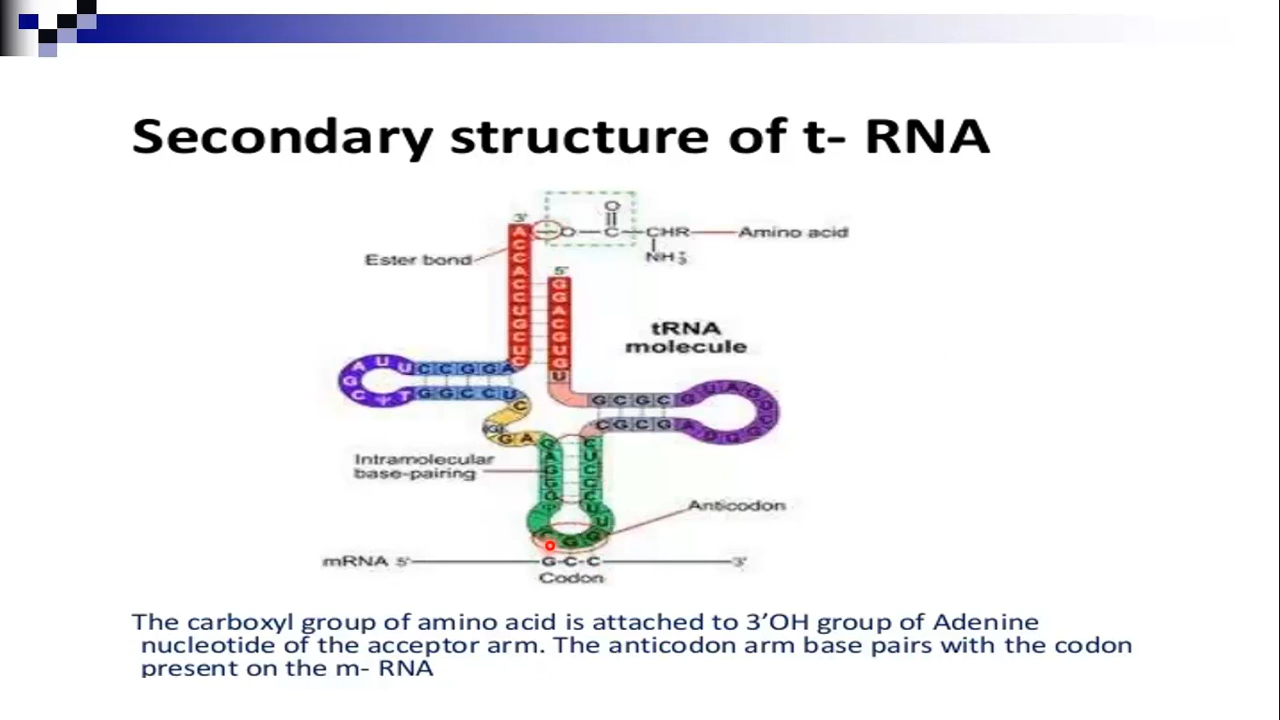 Secondary structure of t- RNA
3'
O
A
O
C
CHR
Amino acid
Ester bond
NH
5'
tRNA
molecule
Intramolecular
base-pairing
Anticodon
mRNA 5'
G-C-C
3'
Codon
The carboxyl group of amino acid is attached to 3’OH group of Adenine
nucleotide of the acceptor arm. The anticodon arm base pairs with the codon
present on the m- RNA